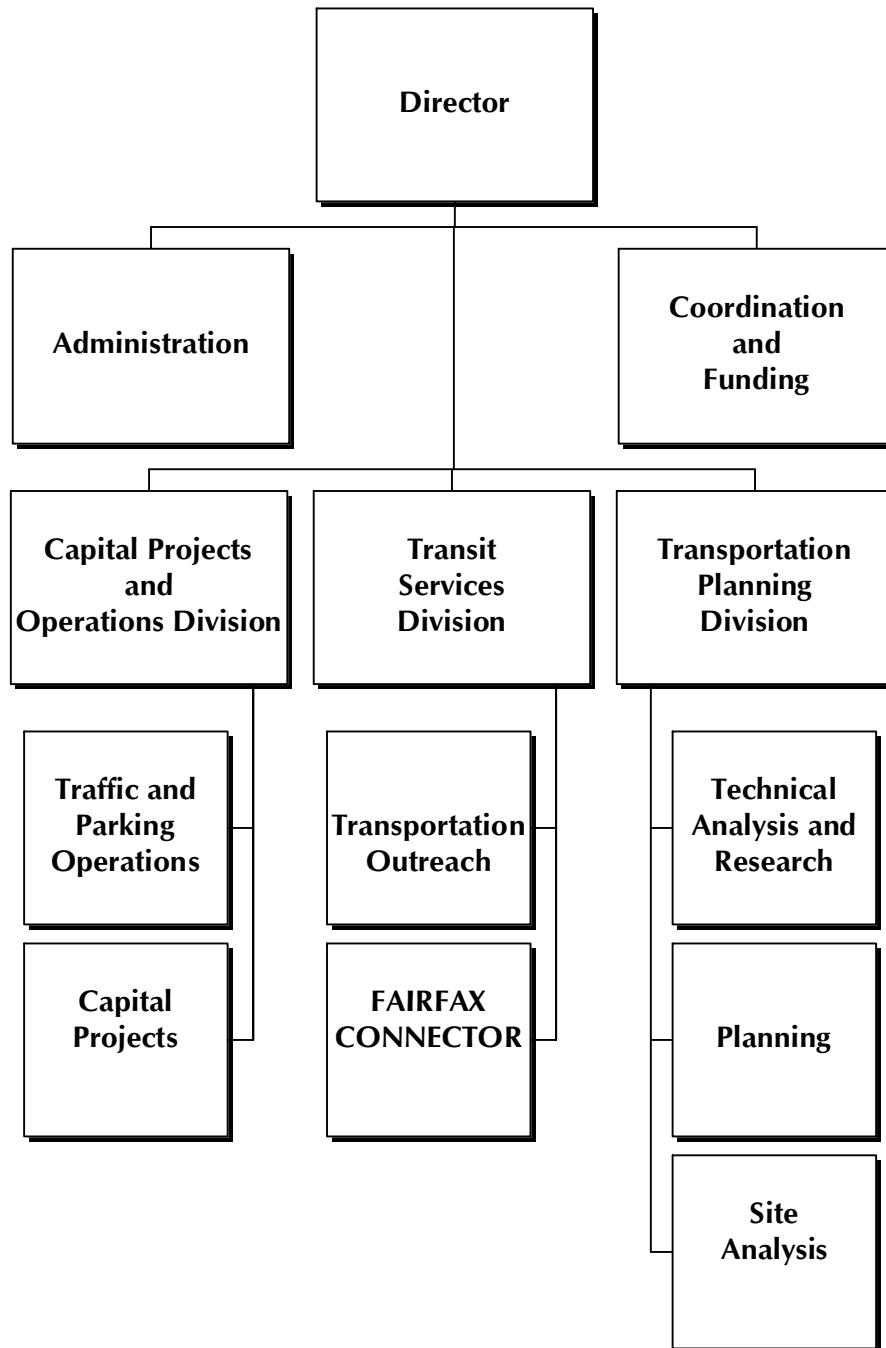 Director
Administration
Coordination
and
Funding
Capital Projects
and
Operations Division
Transit
Services
Division
Transportation
Planning
Division
Traffic and
Parking
Operations
Transportation
Outreach
Technical
Analysis and
Research
Capital
Projects
FAIRFAX
CONNECTOR
Planning
Site
Analysis